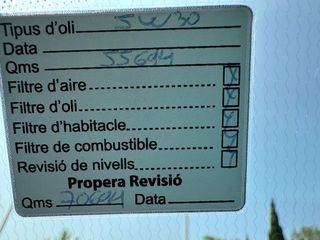 Tipus d'oli 5W30
Data
Qms 55694
Filtre d'aire X
Filtre d'oli X
Filtre d'habitacle X
Filtre de combustible X
Revisió de nivells X
Propera Revisió
Qms 70694 Data